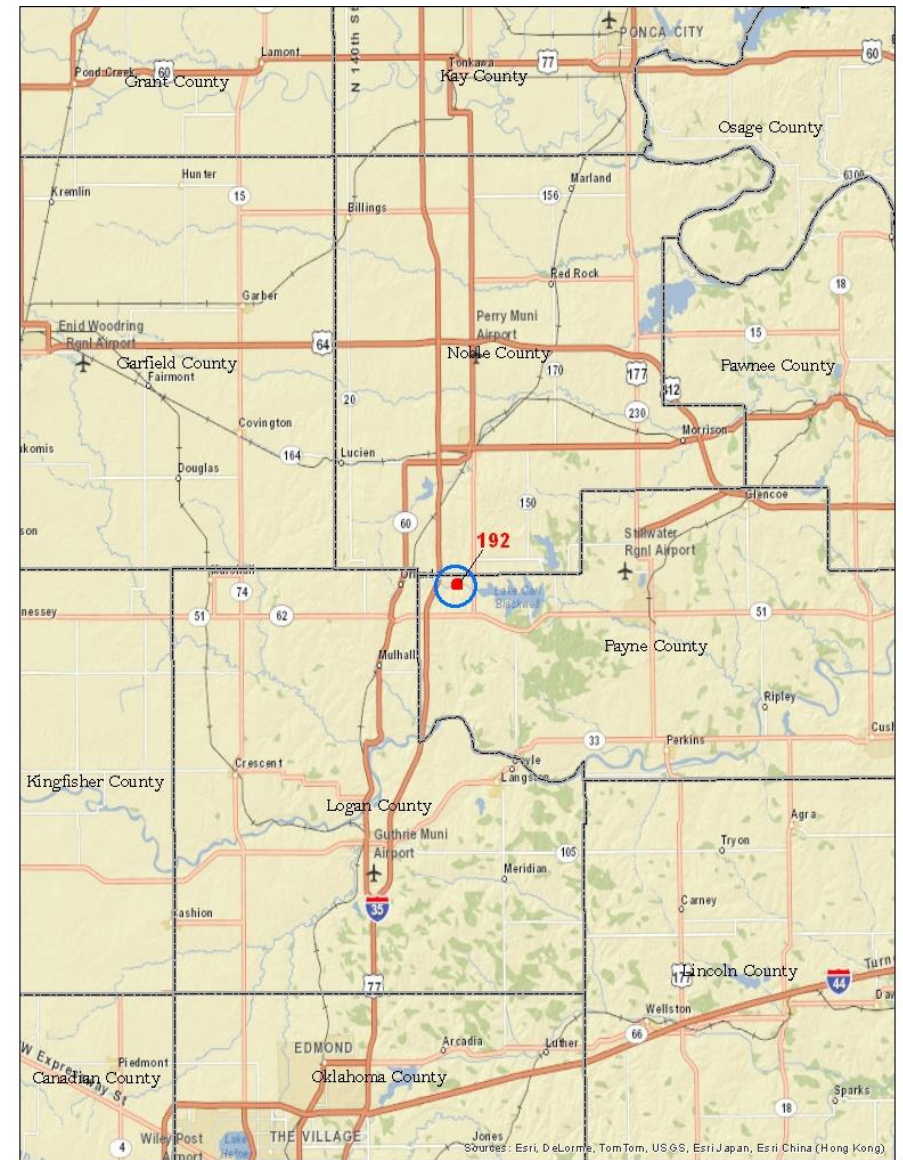 N 140th St
PONCA CITY
60
Lamont
Tonkawa
77
Pond Creek
60
Grant County
Kay County
Osage County
Hunter
Marland
Kremlin
15
156
Billings
Red Rock
18
Garber
Perry Muni
Airport
Enid Woodring
Rgnl Airport
64
15
Noble County
Garfield County
Fairmont
170
177
Pawnee County
412
20
230
Covington
Morrison
164
Lucien
Douglas
Glencoe
150
60
Stillwater
Rgnl Airport
192
74
Lake Carl
Blackwell
51
62
51
Payne County
Mulhall
Ripley
33
Perkins
Crescent
Langston
Kingfisher County
Logan County
Agra
Guthrie Muni
Airport
Tryon
105
Meridian
35
Carney
177
Lincoln County
44
77
Wellston
66
EDMOND
Arcadia
Luther
W Expressway St
Piedmont
Canadian County
Oklahoma County
Sparks
18
4
Wiley Post
Airport
Lake
Hefner
THE VILLAGE
Jones
Sources: Esri, DeLorme, TomTom, USGS, Esri Japan, Esri China (Hong Kong)